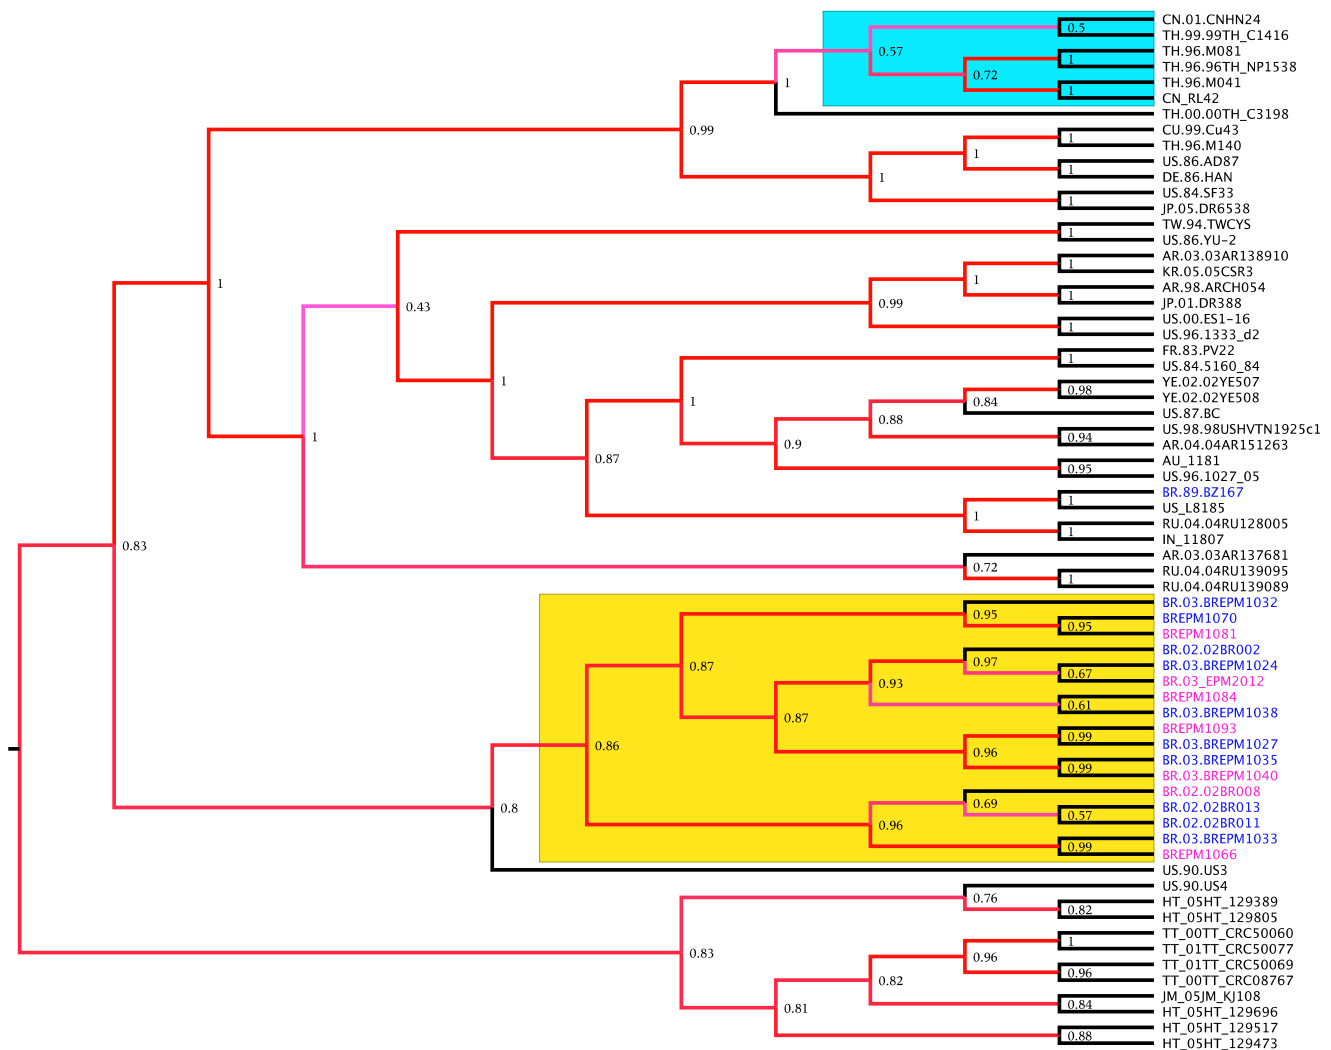 CN.01.CNHN24
0.5
TH.99.99TH_C1416
0.57
TH.96.M081
1
TH.96.96TH_NP1538
0.72
1
TH.96.M041
1
CN_RL42
TH.00.00TH_C3198
0.99
CU.99.Cu43
1
TH.96.M140
1
US.86.AD87
1
DE.86.HAN
1
US.84.SF33
1
JP.05.DR6538
TW.94.TWCYS
1
US.86.YU-2
AR.03.03AR138910
1
KR.05.05CSR3
1
1
AR.98.ARCH054
1
JP.01.DR388
0.99
0.43
US.00.ES1-16
1
US.96.1333_d2
FR.83.PV22
1
US.84.5160_84
1
YE.02.02YE507
0.98
YE.02.02YE508
0.84
1
US.87.BC
0.88
US.98.98USHVTN1925c1
0.94
1
AR.04.04AR151263
0.9
0.87
AU_1181
0.95
US.96.1027_05
BR.89.BZ167
1
US_L8185
1
RU.04.04RU128005
1
IN_11807
0.83
AR.03.03AR137681
0.72
RU.04.04RU139095
1
RU.04.04RU139089
BR.03.BREPM1032
0.95
BREPM1070
0.95
BREPM1081
BR.02.02BR002
0.97
0.87
BR.03.BREPM1024
0.67
BR.03_EPM2012
0.93
BREPM1084
0.61
BR.03.BREPM1038
0.87
BREPM1093
0.99
BR.03.BREPM1027
0.86
0.96
BR.03.BREPM1035
0.99
BR.03.BREPM1040
BR.02.02BR008
0.69
0.8
BR.02.02BR013
0.57
BR.02.02BR011
0.96
BR.03.BREPM1033
0.99
BREPM1066
US.90.US3
US.90.US4
0.76
HT_05HT_129389
0.82
HT_05HT_129805
TT_00TT_CRC50060
1
TT_01TT_CRC50077
0.83
0.96
TT_01TT_CRC50069
0.96
TT_00TT_CRC08767
0.82
JM_05JM_KJ108
0.84
0.81
HT_05HT_129696
HT_05HT_129517
0.88
HT_05HT_129473